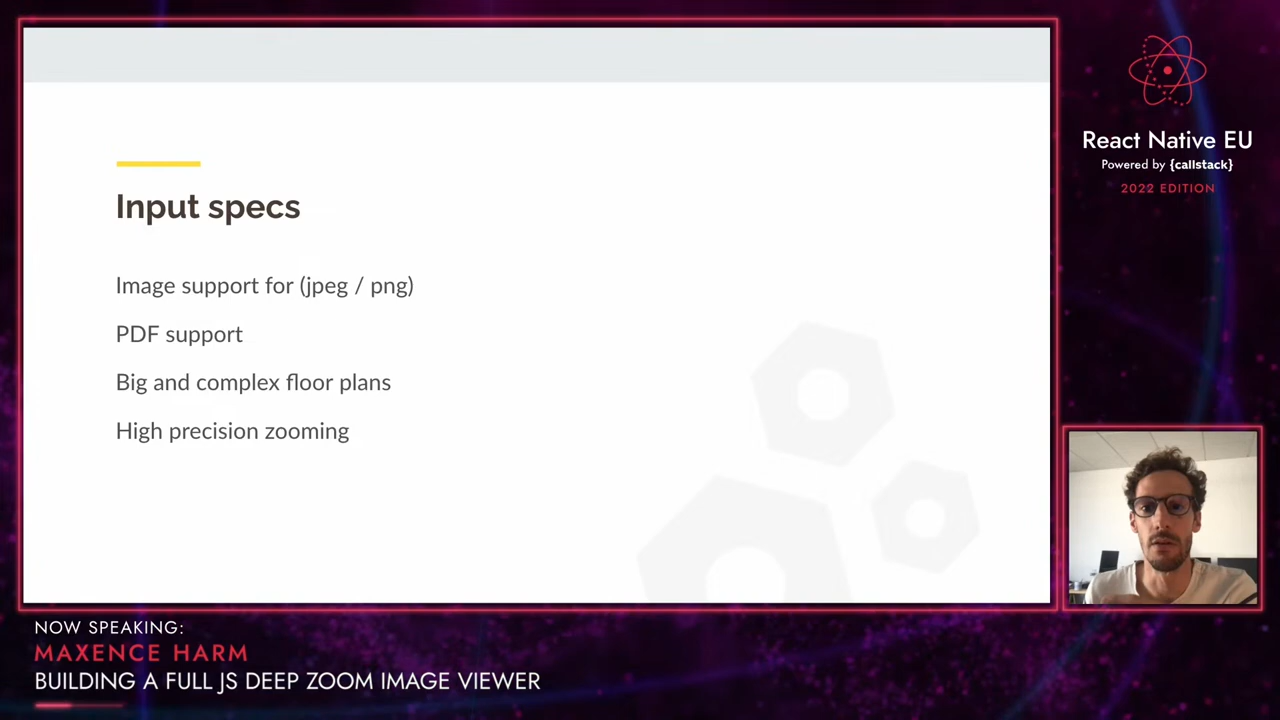 Input specs
Image support for (jpeg / png)
PDF support
Big and complex floor plans
High precision zooming
React Native EU
Powered by {callstack}
2022 EDITION
NOW SPEAKING:
MAXENCE HARM
BUILDING A FULL JS DEEP ZOOM IMAGE VIEWER